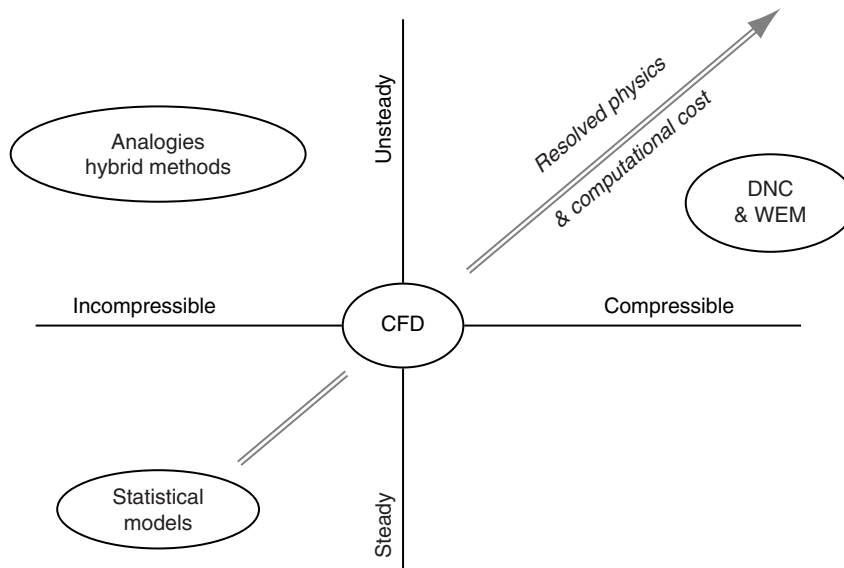 Unsteady
Resolved physics
& computational cost
Analogies
hybrid methods
DNC
& WEM
Incompressible
CFD
Compressible
Statistical
models
Steady